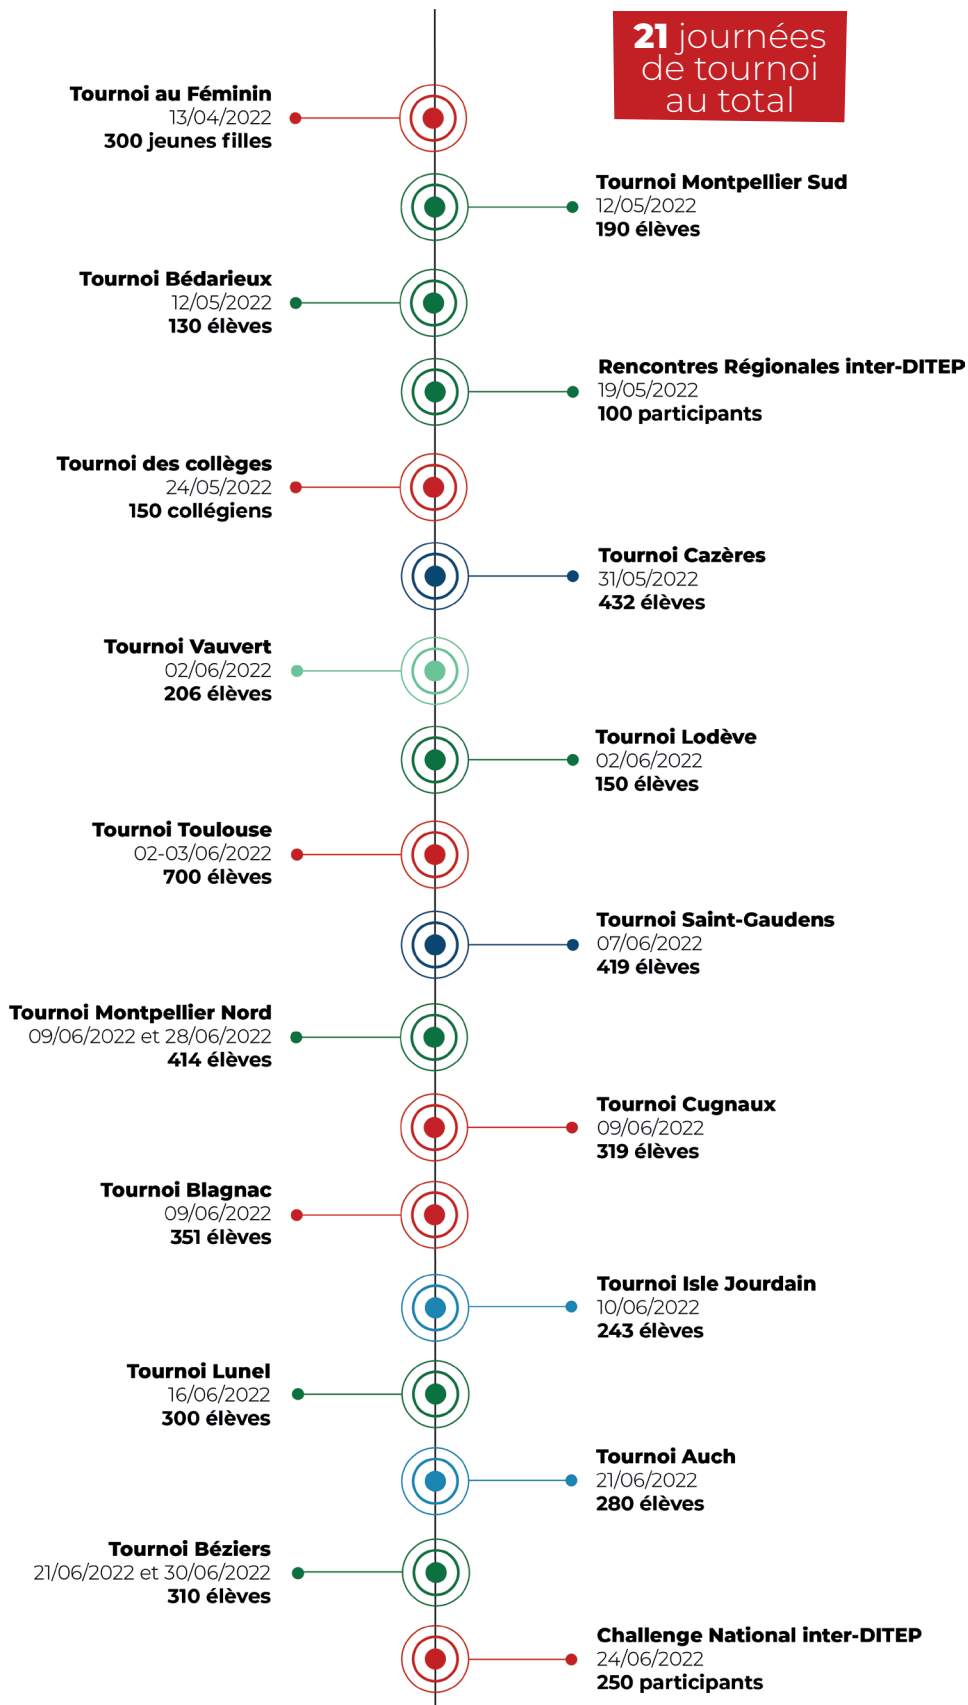 21 journées
de tournoi
au total
Tournoi au Féminin
13/04/2022
300 jeunes filles
Tournoi Montpellier Sud
12/05/2022
190 élèves
Tournoi Bédarieux
12/05/2022
130 élèves
Rencontres Régionales inter-DITEP
19/05/2022
100 participants
Tournoi des collèges
24/05/2022
150 collégiens
Tournoi Cazères
31/05/2022
432 élèves
Tournoi Vauvert
02/06/2022
206 élèves
Tournoi Lodève
02/06/2022
150 élèves
Tournoi Toulouse
02-03/06/2022
700 élèves
Tournoi Saint-Gaudens
07/06/2022
419 élèves
Tournoi Montpellier Nord
09/06/2022 et 28/06/2022
414 élèves
Tournoi Cugnaux
09/06/2022
319 élèves
Tournoi Blagnac
09/06/2022
351 élèves
Tournoi Isle Jourdain
10/06/2022
243 élèves
Tournoi Lunel
16/06/2022
300 élèves
Tournoi Auch
21/06/2022
280 élèves
Tournoi Béziers
21/06/2022 et 30/06/2022
310 élèves
Challenge National inter-DITEP
24/06/2022
250 participants